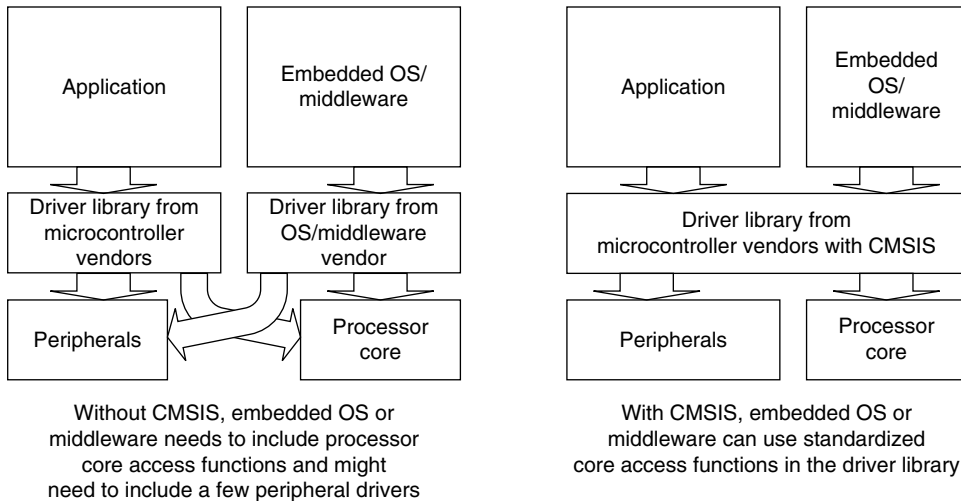 Application
Embedded OS/
middleware
Driver library from
microcontroller
vendors
Driver library from
OS/middleware
vendor
Peripherals
Processor
core
Without CMSIS, embedded OS or
middleware needs to include processor
core access functions and might
need to include a few peripheral drivers
Application
Embedded
OS/
middleware
Driver library from
microcontroller vendors with CMSIS
Peripherals
Processor
core
With CMSIS, embedded OS or
middleware can use standardized
core access functions in the driver library